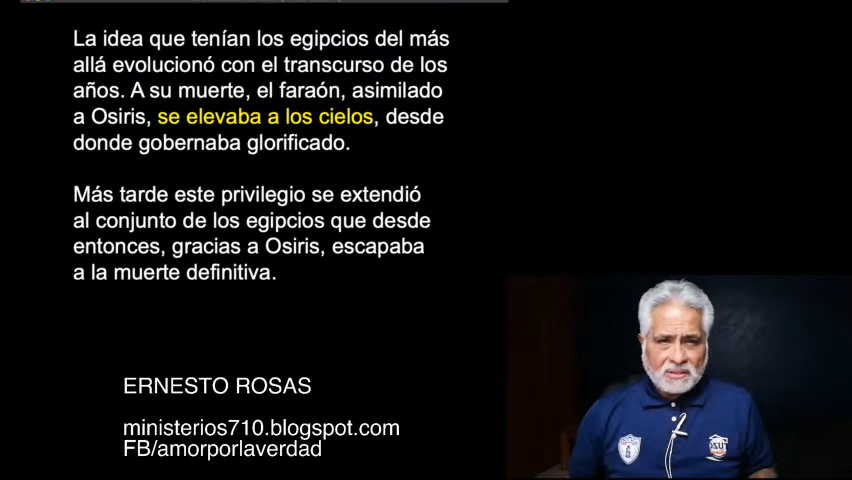 La idea que tenían los egipcios del más
allá evolucionó con el transcurso de los
años. A su muerte, el faraón, asimilado
a Osiris, se elevaba a los cielos, desde
donde gobernaba glorificado.
Más tarde este privilegio se extendió
al conjunto de los egipcios que desde
entonces, gracias a Osiris, escapaba
a la muerte definitiva.
ERNESTO ROSAS
ministerios710.blogspot.com
FB/amorporlaverdad